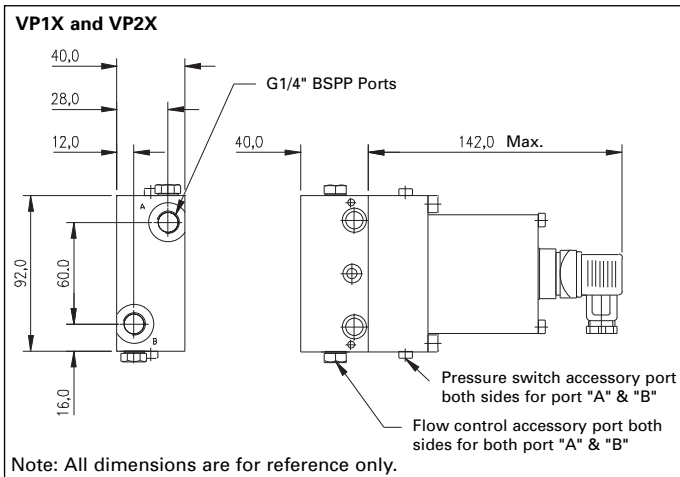 VP1X and VP2X
40,0
G1/4" BSPP Ports
28,0
12,0
40,0
142,0 Max.
A
92,0
60.0
B
16,0
Pressure switch accessory port
both sides for port "A" & "B"
Flow control accessory port both
sides for both port "A" & "B"
Note: All dimensions are for reference only.